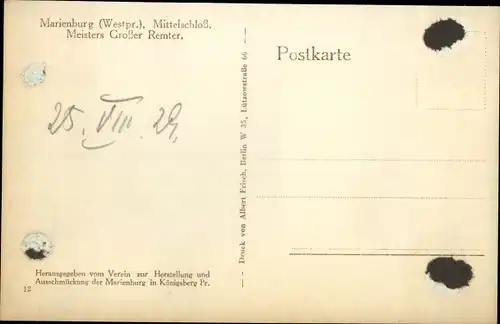 Marienburg (Westpr.), Mittelschloß.
Meisters Großer Remter.
25. VIII. 29.
Herausgegeben vom Verein zur Herstellung und
Ausschmückung der Marienburg in Königsberg Pr.
12
Druck von Albert Frisch, Berlin W 35, Lützowstraße 66
Postkarte